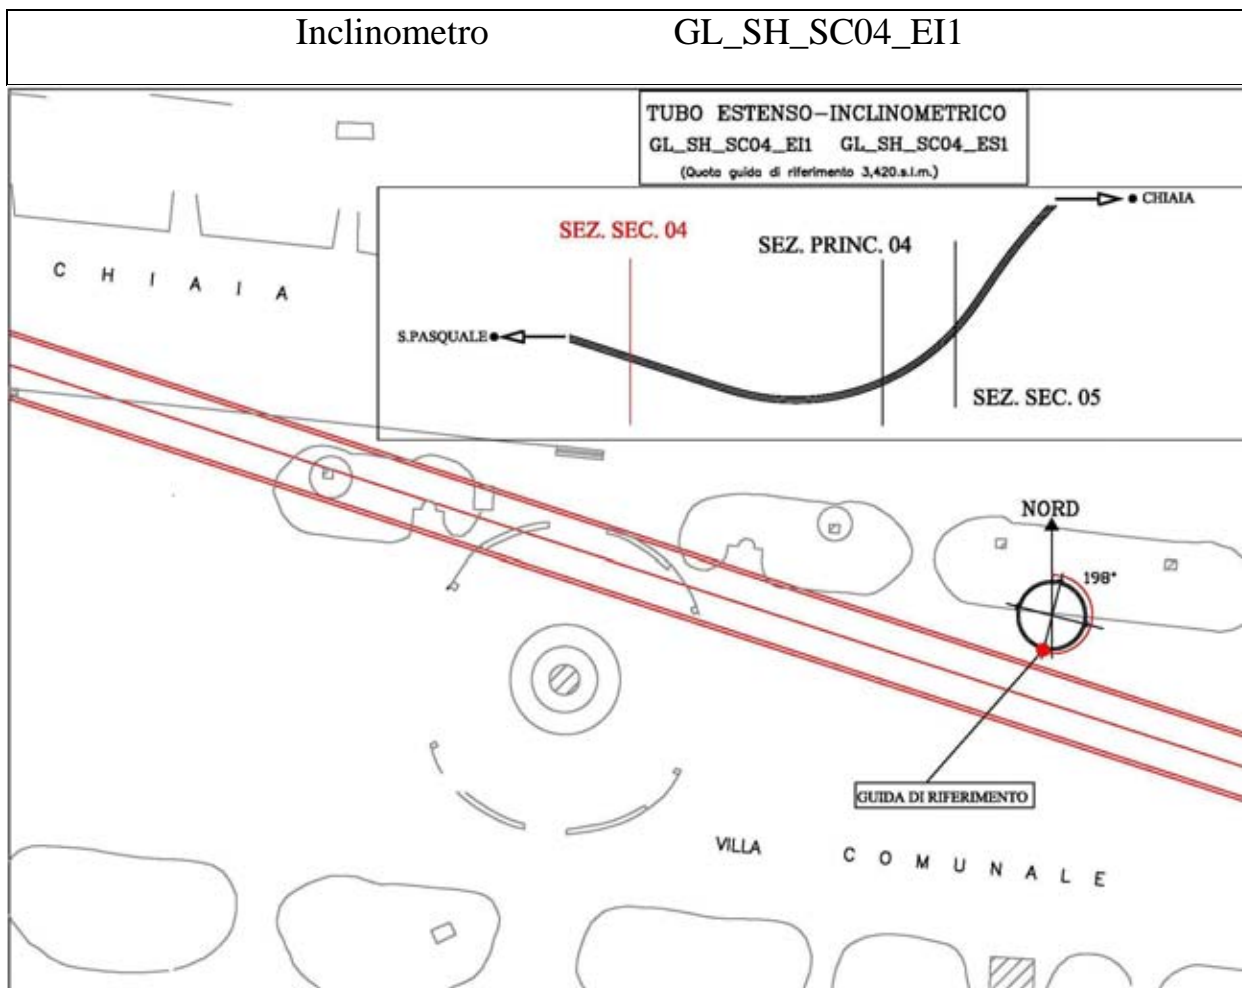 Inclinometro GL_SH_SC04_EI1
TUBO ESTENSO-INCLINOMETRICO
GL_SH_SC04_EI1 GL_SH_SC04_ES1
(Quota guida di riferimento 3,420.s.l.m.)
CHIAIA
SEZ. SEC. 04
SEZ. PRINC. 04
C H I A I A
S.PASQUALE
SEZ. SEC. 05
NORD
198°
GUIDA DI RIFERIMENTO
VILLA C O M U N A L E